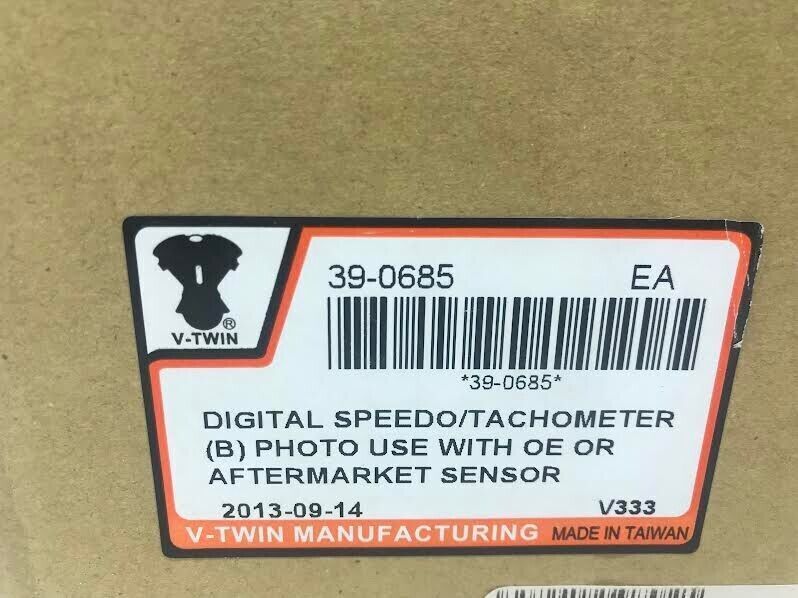 39-0685 EA
V-TWIN®
*39-0685*
DIGITAL SPEEDO/TACHOMETER
(B) PHOTO USE WITH OE OR
AFTERMARKET SENSOR
2013-09-14 V333
V-TWIN MANUFACTURING MADE IN TAIWAN